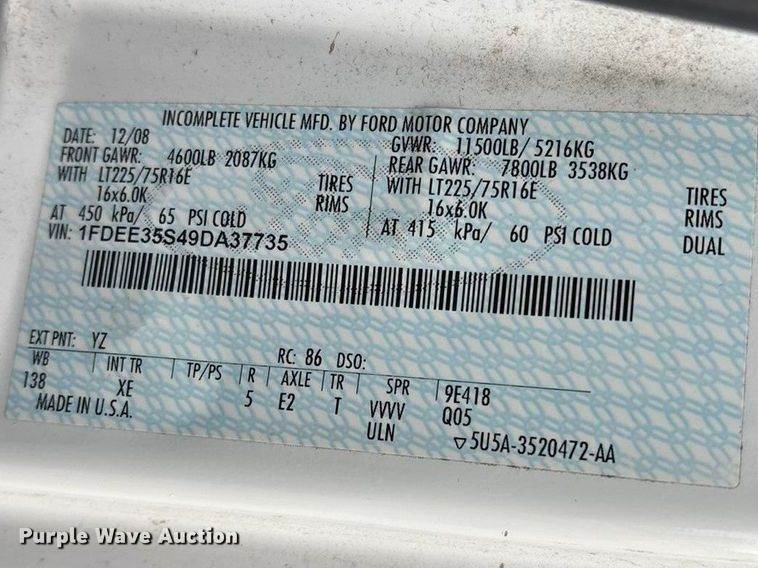 INCOMPLETE VEHICLE MFD. BY FORD MOTOR COMPANY
DATE: 12/08 GVWR: 11500LB/ 5216KG
FRONT GAWR: 4600LB 2087KG REAR GAWR: 7800LB 3538KG
WITH LT225/75R16E TIRES WITH LT225/75R16E TIRES
16x6.0K RIMS 16x6.0K RIMS
AT 450 kPa/ 65 PSI COLD AT 415 kPa/ 60 PSI COLD DUAL
VIN: 1FDEE35S49DA37735
EXT PNT: YZ RC: 86 DSO:
WB INT TR TP/PS R AXLE TR SPR 9E418
138 XE 5 E2 T VVVV Q05
MADE IN U.S.A. ULN ▽5U5A-3520472-AA
Purple Wave Auction